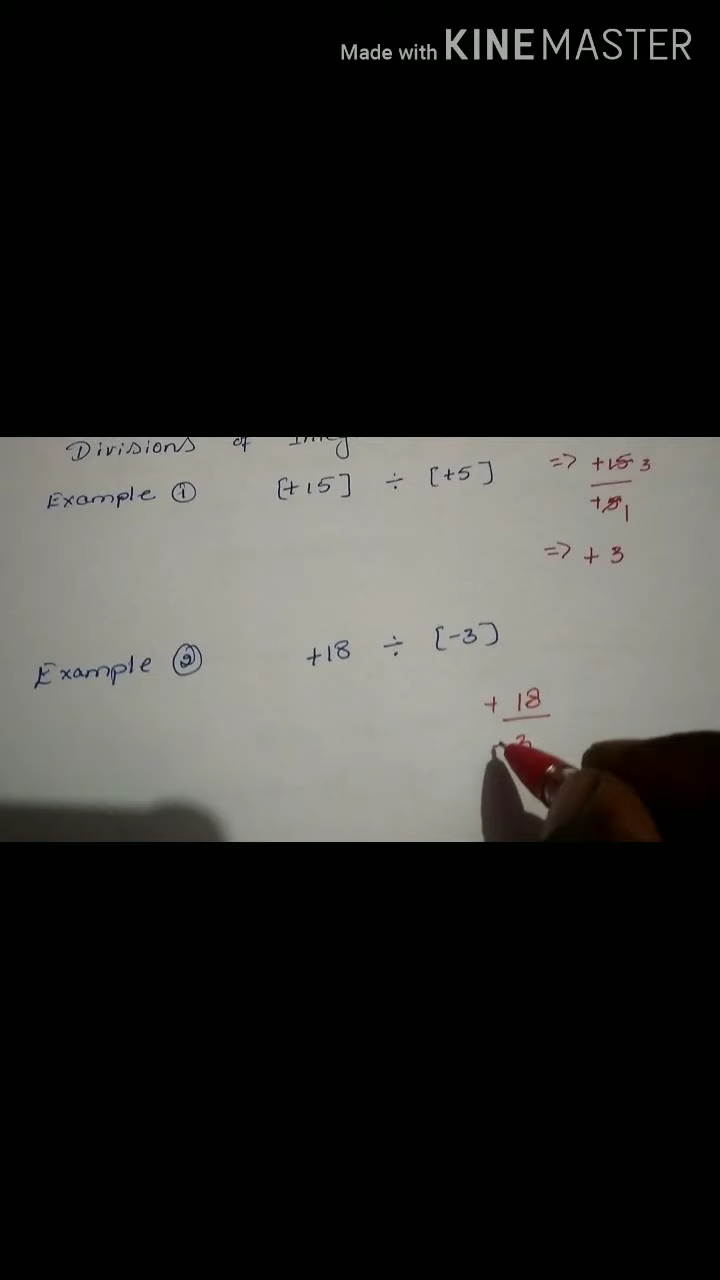 Made with KINEMASTER
Divisions of
Example ① [+15] ÷ [+5] => +15 3
+5 1
=> + 3
Example ② +18 ÷ [-3]
+ 18
3